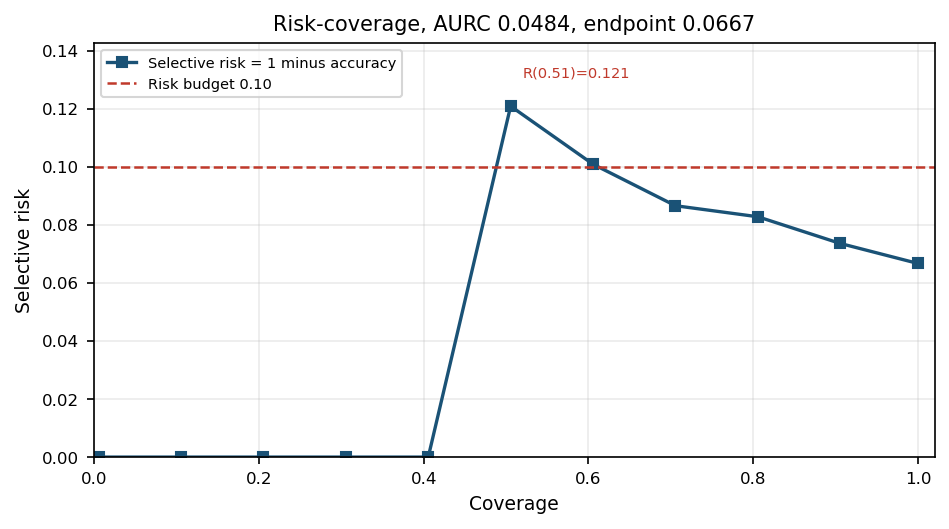 Risk-coverage, AURC 0.0484, endpoint 0.0667
Selective risk = 1 minus accuracy
Risk budget 0.10
R(0.51)=0.121
Selective risk
0.14
0.12
0.10
0.08
0.06
0.04
0.02
0.00
0.0 0.2 0.4 0.6 0.8 1.0
Coverage